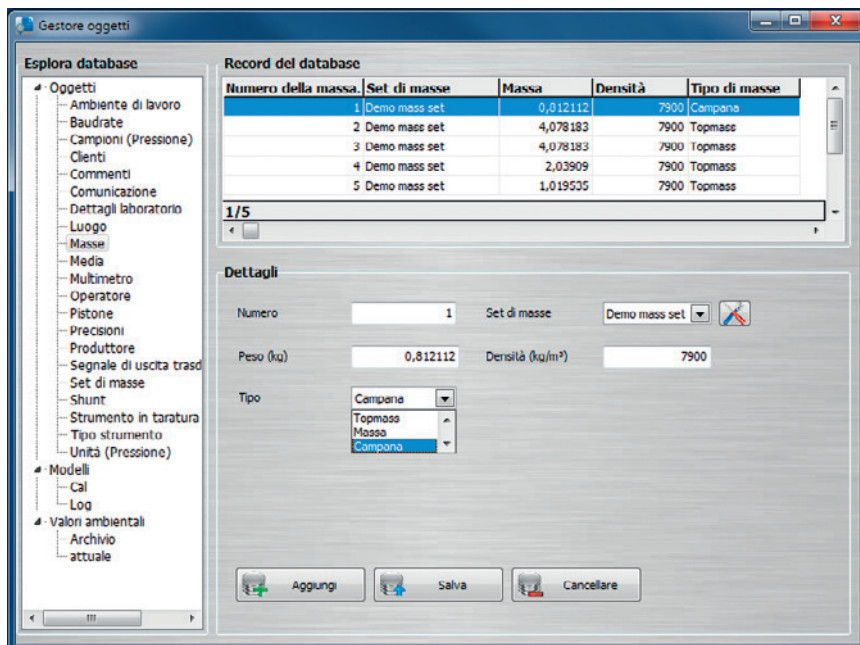 Gestore oggetti
Esplora database
Oggetti
Ambiente di lavoro
Baudrate
Campioni (Pressione)
Clienti
Commenti
Comunicazione
Dettagli laboratorio
Luogo
Masse
Media
Multimetro
Operatore
Pistone
Precisioni
Produttore
Segnale di uscita trasd
Set di masse
Shunt
Strumento in taratura
Tipo strumento
Unità (Pressione)
Modelli
Cal
Log
Valori ambientali
Archivio
attuale
Record del database
Numero della massa. Set di masse Massa Densità Tipo di masse
1 Demo mass set 0,812112 7900 Campana
2 Demo mass set 4,078183 7900 Topmass
3 Demo mass set 4,078183 7900 Topmass
4 Demo mass set 2,03909 7900 Topmass
5 Demo mass set 1,019535 7900 Topmass
1/5
Dettagli
Numero 1 Set di masse Demo mass set
Peso (kg) 0,812112 Densità (kg/m³) 7900
Tipo Campana
Topmass
Massa
Campana
Aggiungi Salva Cancellare